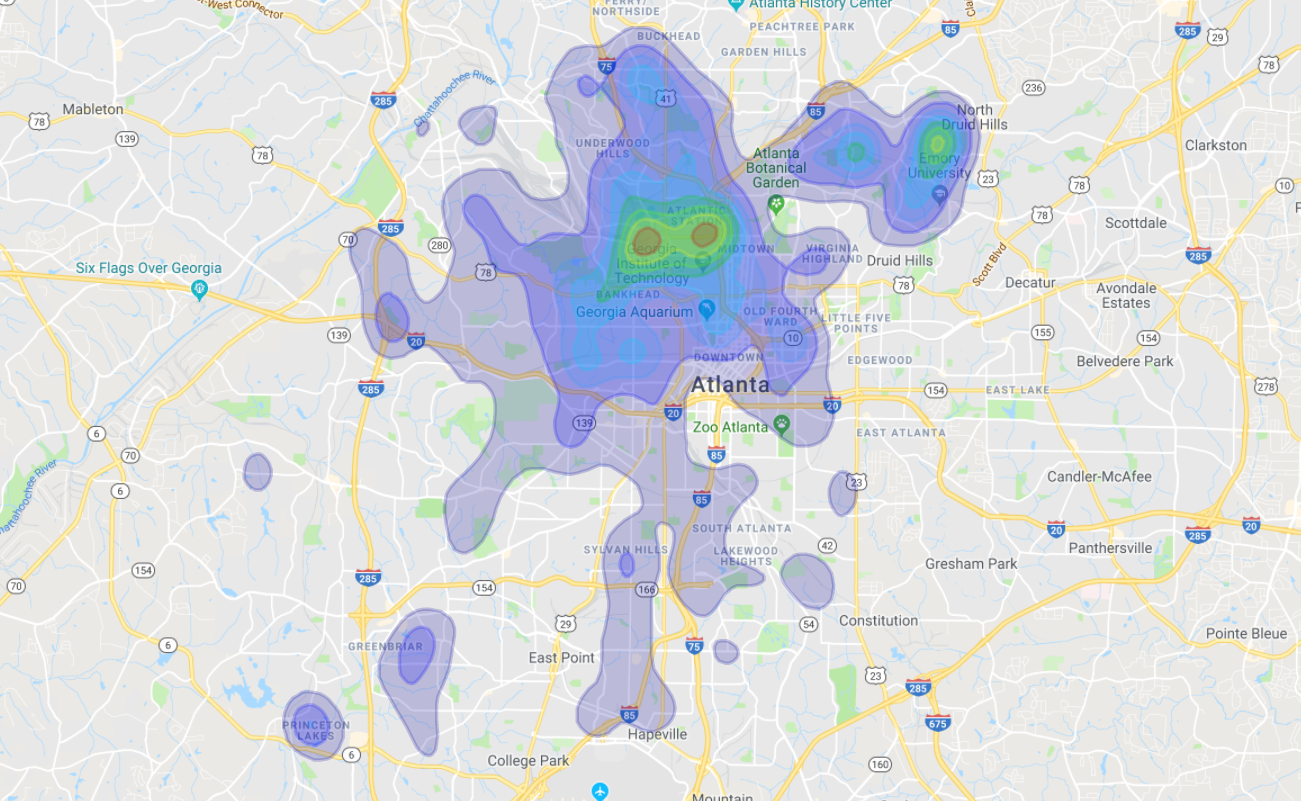 t-West Connector
FERRY/
NORTHSIDE
Atlanta History Center
BUCKHEAD
PEACHTREE PARK
85
285
29
GARDEN HILLS
75
78
285
41
236
Chattahoochee River
Mableton
78
139
85
North
Druid Hills
UNDERWOOD
HILLS
78
Atlanta
Botanical
Garden
Emory
University
Clarkston
23
78
10
ATLANTIC
STATION
78
Scottdale
285
70
280
Georgia
Institute of
Technology
MIDTOWN
VIRGINIA
HIGHLAND
Druid Hills
Scott Blvd
285
Six Flags Over Georgia
78
78
Decatur
Avondale
Estates
BANKHEAD
Georgia Aquarium
OLD FOURTH
WARD
LITTLE FIVE
POINTS
139
20
10
155
154
DOWNTOWN
EDGEWOOD
Belvedere Park
285
Atlanta
154
EAST LAKE
278
20
20
139
Zoo Atlanta
EAST ATLANTA
6
70
85
Chattahoochee River
6
23
Candler-McAfee
85
SOUTH ATLANTA
20
285
20
SYLVAN HILLS
LAKEWOOD
HEIGHTS
42
Panthersville
154
285
Gresham Park
70
154
166
29
54
Constitution
6
GREENBRIAR
East Point
75
Pointe Bleue
23
285
PRINCETON
LAKES
85
675
Hapeville
6
College Park
160
Mountain